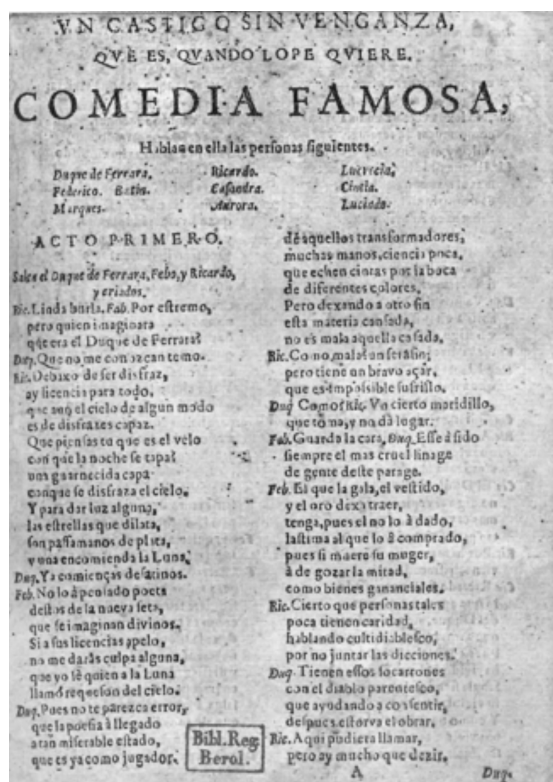 VN CASTIGO SIN VENGANZA,
QVE ES, QVANDO LOPE QVIERE.
COMEDIA FAMOSA,
Hablan en ella las personas siguientes.
Duque de Ferrara. Ricardo. Lucrecia,
Federico. Batin. Casandra. Cintia.
Marques. Aurora. Lucindo.
ACTO PRIMERO.
Salen el Duque de Ferrara, Febo, y Ricardo,
y criados.
Ric. Linda burla. Fab. Por estremo,
pero quien imaginara
que era el Duque de Ferrara?
Duq. Que no me conozcan temo.
Ric. Debaxo de ser disfraz,
ay licencia para todo,
que aun el cielo de algun modo
es de disfrates capaz.
Que piensas tu que es el velo
con que la noche se tapa?
una guarnecida capa
con que se disfraza el cielo.
Y para dar luz alguna,
las estrellas que dilata,
son passamanos de plata,
y una encomienda la Luna.
Duq. Ya comienças desatinos.
Feb. No lo à pensado poeta
destos de la nueva seta,
que se imaginan divinos.
Si a sus licencias apelo,
no me daràs culpa alguna,
que yo sè quien a la Luna
llamò requeson del cielo.
Duq. Pues no te parezca error,
que la poesia à llegado
a tan miserable estado,
que es ya como jugador,
de aquellos transformadores,
muchas manos, ciencia poca,
que echen cintas por la boca
de diferentes colores.
Pero dexando a otro fin
esta materia cansada,
no es mala aquella casada.
Ric. Como mala? un serafin;
pero tiene un bravo açar,
que es impossible sufrillo.
Duq. Como? Ric. Un cierto maridillo,
que toma, y no dà lugar.
Fab. Guarda la cara, Duq. Esse à sido
siempre el mas cruel linage
de gente deste parage.
Feb. El que la gala, el vestido,
y el oro dexa traer,
tenga, pues el no lo à dado,
lastima al que lo à comprado,
pues si muere su muger,
à de gozar la mitad,
como bienes gananciales.
Ric. Cierto que personas tales
poca tienen caridad,
hablando cultidiablesco,
por no juntar las dicciones.
Duq. Tienen essos socarrones
con el diablo parentesco,
que ayudando a consentir,
despues estorva el obrar.
Ric. Aqui pudiera llamar,
pero ay mucho que dezir.
A Duq.
Bibl. Reg.
Berol.